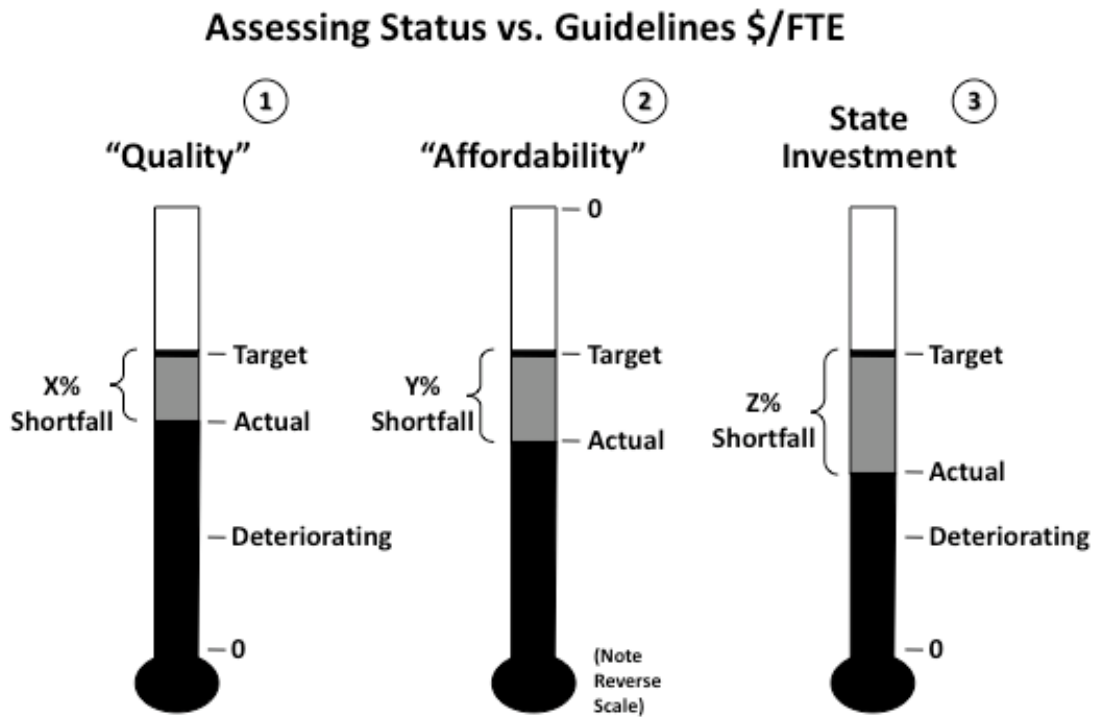 Assessing Status vs. Guidelines $/FTE
1
“Quality”
Target
X%
Shortfall
Actual
Deteriorating
0
2
“Affordability”
0
Target
Y%
Shortfall
Actual
(Note
Reverse
Scale)
3
State
Investment
Target
Z%
Shortfall
Actual
Deteriorating
0